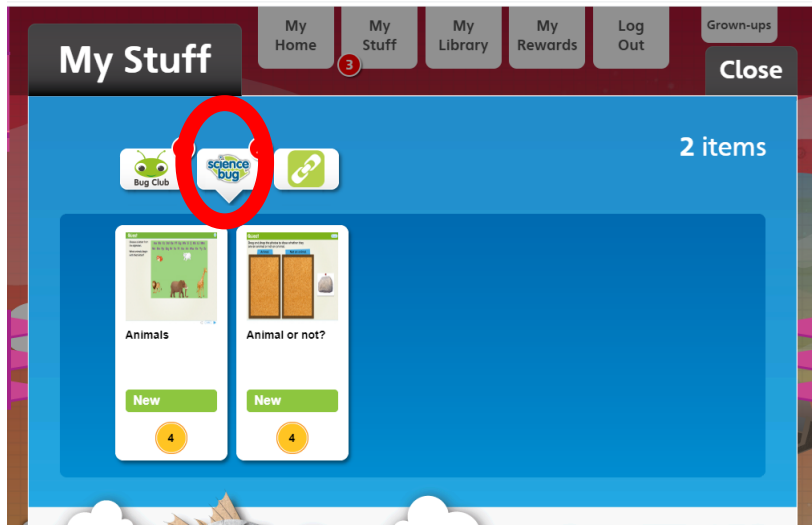 My Home
My Stuff
My Library
My Rewards
Log Out
Grown-ups
3
My Stuff
Close
2 items
Bug Club
science bug
Animals
Animal or not?
New
New
4
4